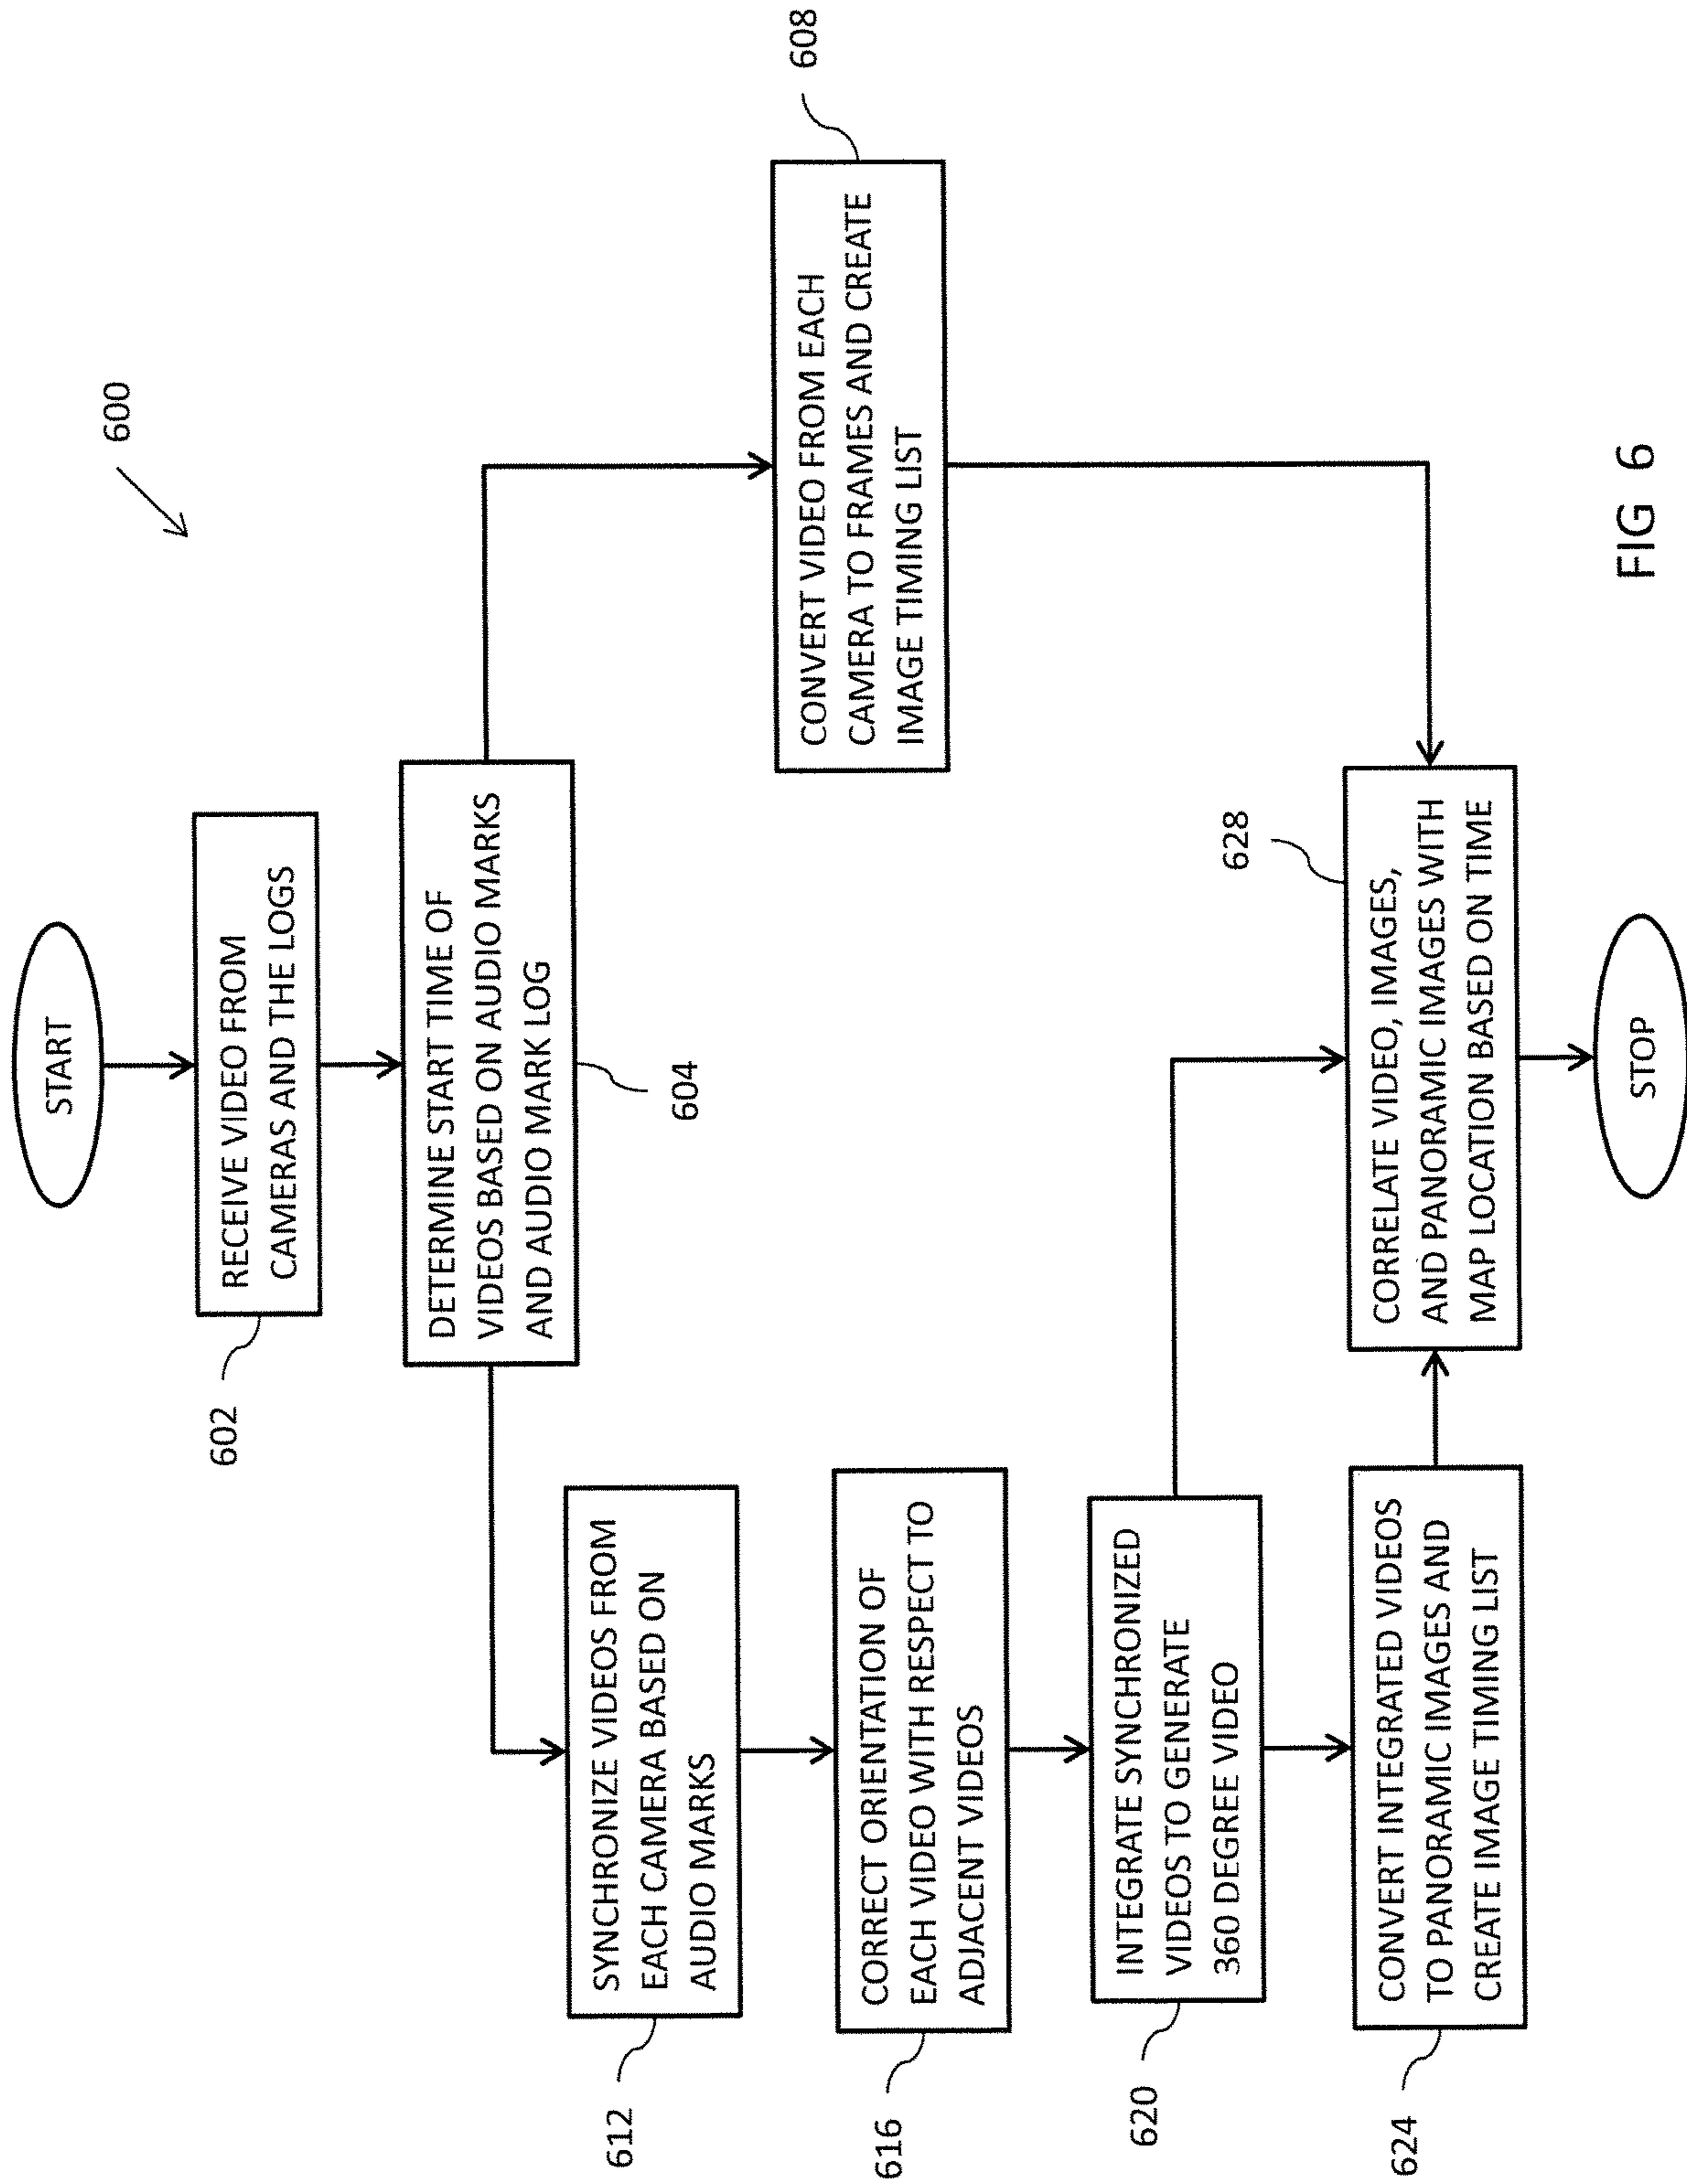 600
START
RECEIVE VIDEO FROM
CAMERAS AND THE LOGS
602
DETERMINE START TIME OF
VIDEOS BASED ON AUDIO MARKS
AND AUDIO MARK LOG
604
CONVERT VIDEO FROM EACH
CAMERA TO FRAMES AND CREATE
IMAGE TIMING LIST
608
SYNCHRONIZE VIDEOS FROM
EACH CAMERA BASED ON
AUDIO MARKS
612
CORRECT ORIENTATION OF
EACH VIDEO WITH RESPECT TO
ADJACENT VIDEOS
616
INTEGRATE SYNCHRONIZED
VIDEOS TO GENERATE
360 DEGREE VIDEO
620
CONVERT INTEGRATED VIDEOS
TO PANORAMIC IMAGES AND
CREATE IMAGE TIMING LIST
624
CORRELATE VIDEO, IMAGES,
AND PANORAMIC IMAGES WITH
MAP LOCATION BASED ON TIME
628
STOP
FIG 6